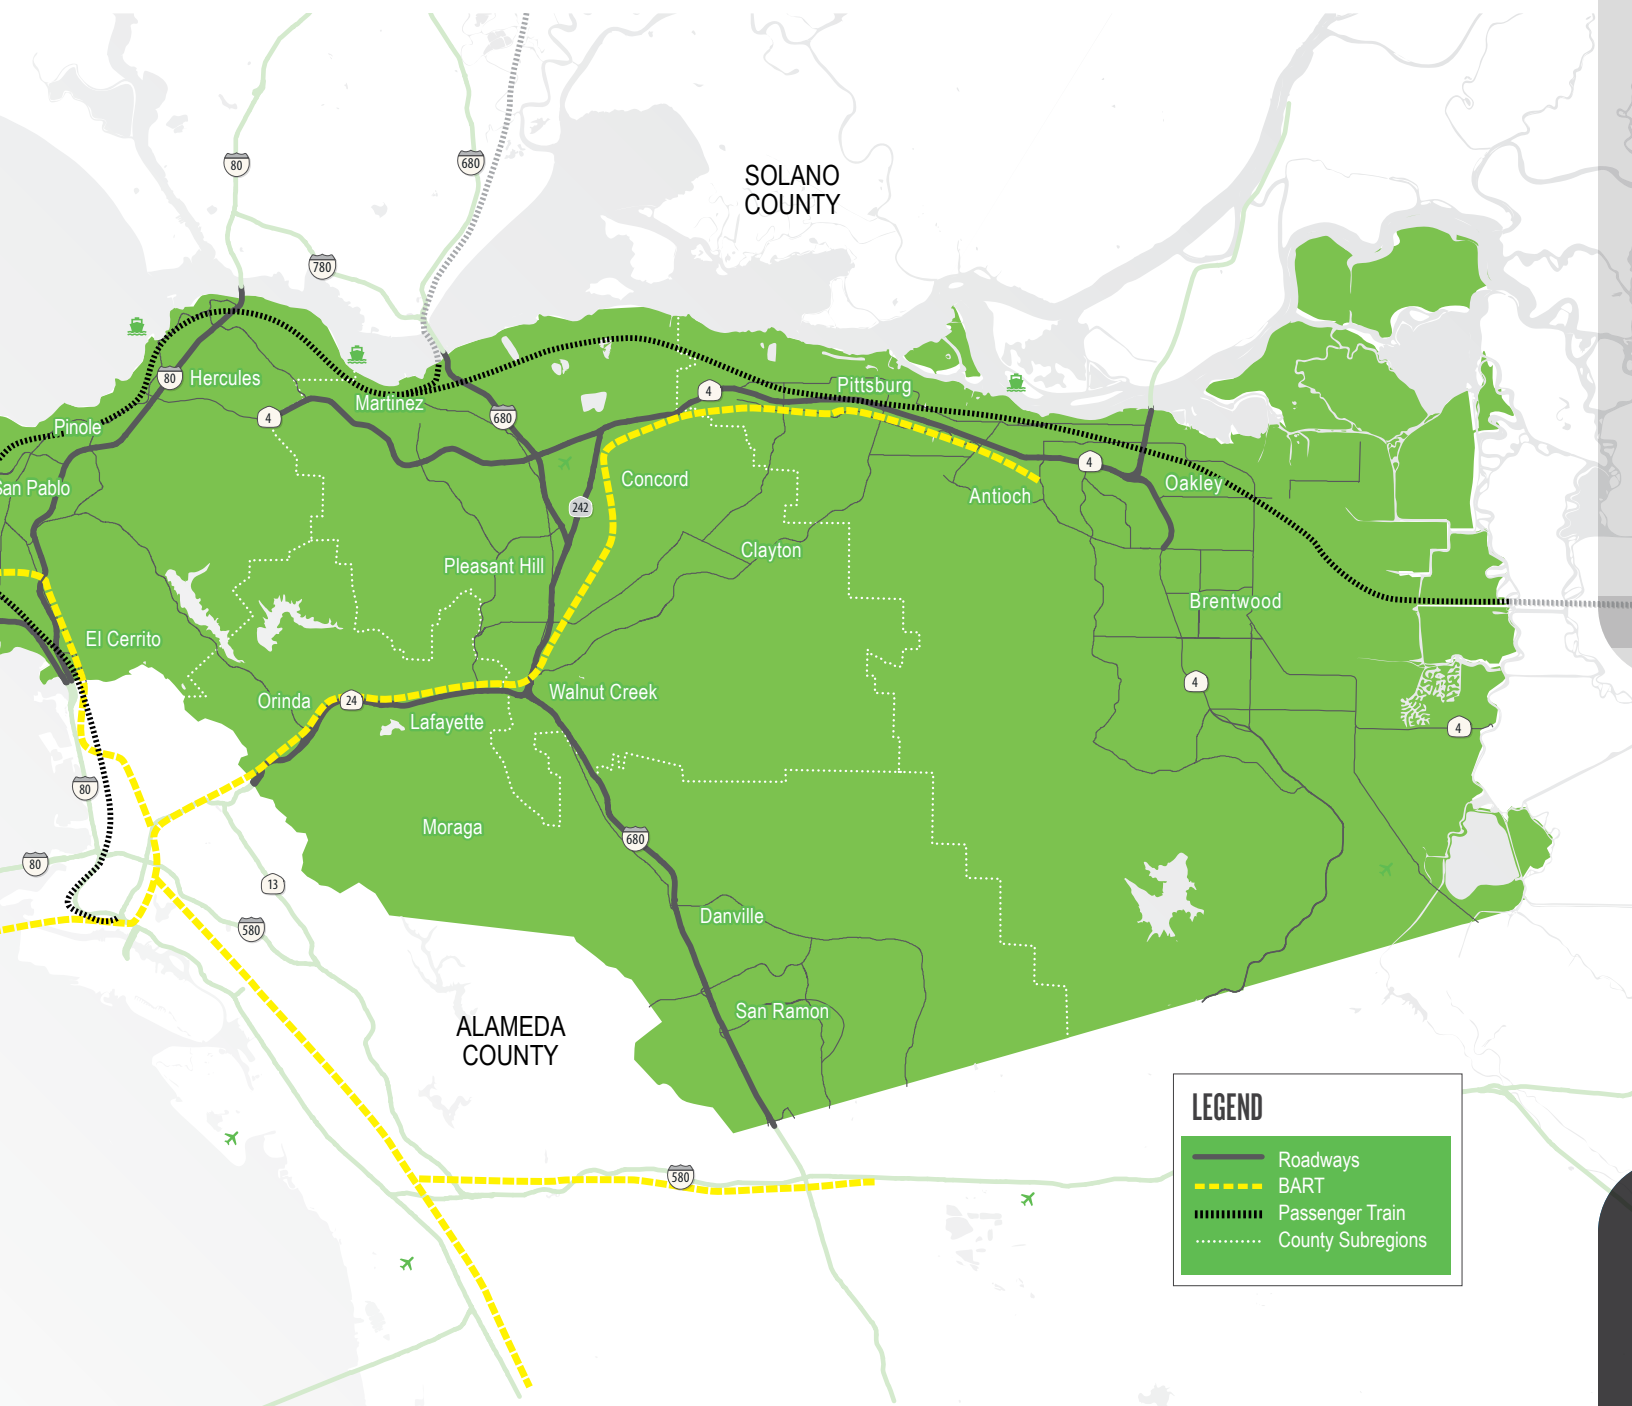 SOLANO
COUNTY
80
680
780
80
Hercules
4
Martinez
680
4
Pittsburg
Pinole
San Pablo
Concord
242
4
Oakley
Antioch
Clayton
Pleasant Hill
Brentwood
El Cerrito
Orinda
24
Walnut Creek
Lafayette
4
4
80
Moraga
680
80
13
580
Danville
San Ramon
ALAMEDA
COUNTY
580
LEGEND
Roadways
BART
Passenger Train
County Subregions